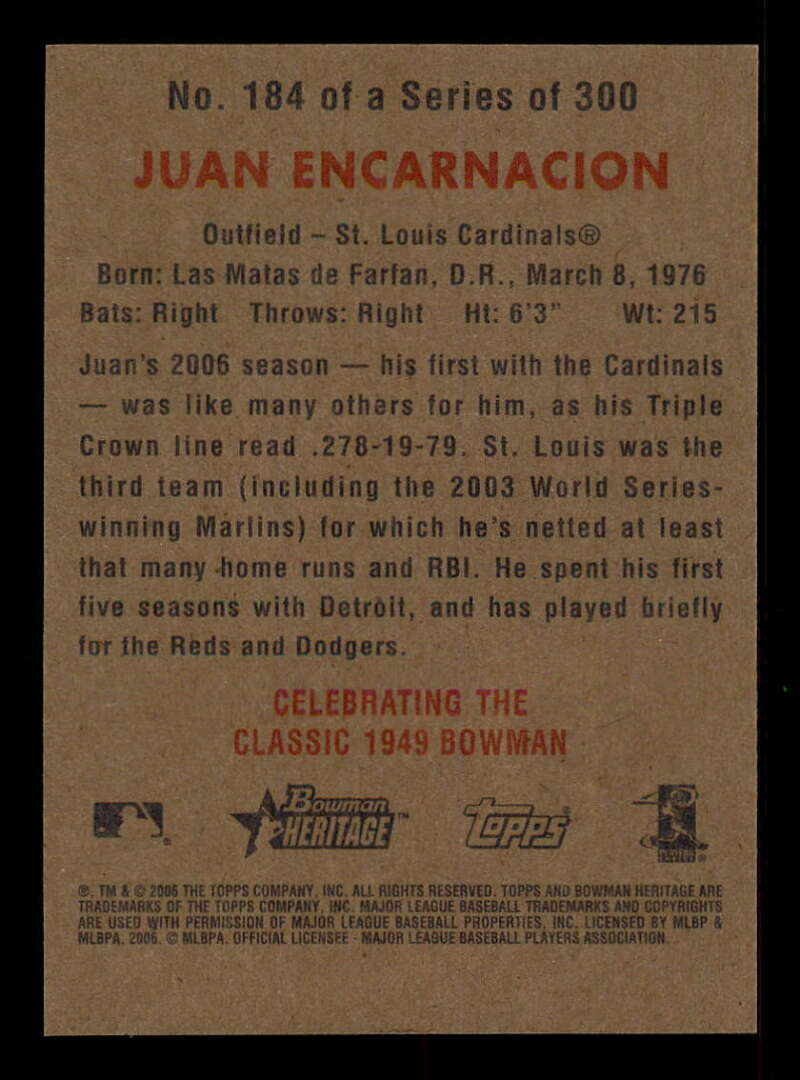 No. 184 of a Series of 300
JUAN ENCARNACION
Outfield – St. Louis Cardinals®
Born: Las Matas de Farfan, D.R., March 8, 1976
Bats: Right Throws: Right Ht: 6'3" Wt: 215
Juan's 2006 season — his first with the Cardinals
— was like many others for him, as his Triple
Crown line read .278-19-79. St. Louis was the
third team (including the 2003 World Series-
winning Marlins) for which he's netted at least
that many home runs and RBI. He spent his first
five seasons with Detroit, and has played briefly
for the Reds and Dodgers.
CELEBRATING THE
CLASSIC 1949 BOWMAN
Bowman HERITAGE™ Topps®
®, TM & © 2006 THE TOPPS COMPANY, INC. ALL RIGHTS RESERVED. TOPPS AND BOWMAN HERITAGE ARE
TRADEMARKS OF THE TOPPS COMPANY, INC. MAJOR LEAGUE BASEBALL TRADEMARKS AND COPYRIGHTS
ARE USED WITH PERMISSION OF MAJOR LEAGUE BASEBALL PROPERTIES, INC. LICENSED BY MLBP &
MLBPA, 2006. © MLBPA. OFFICIAL LICENSEE - MAJOR LEAGUE BASEBALL PLAYERS ASSOCIATION.